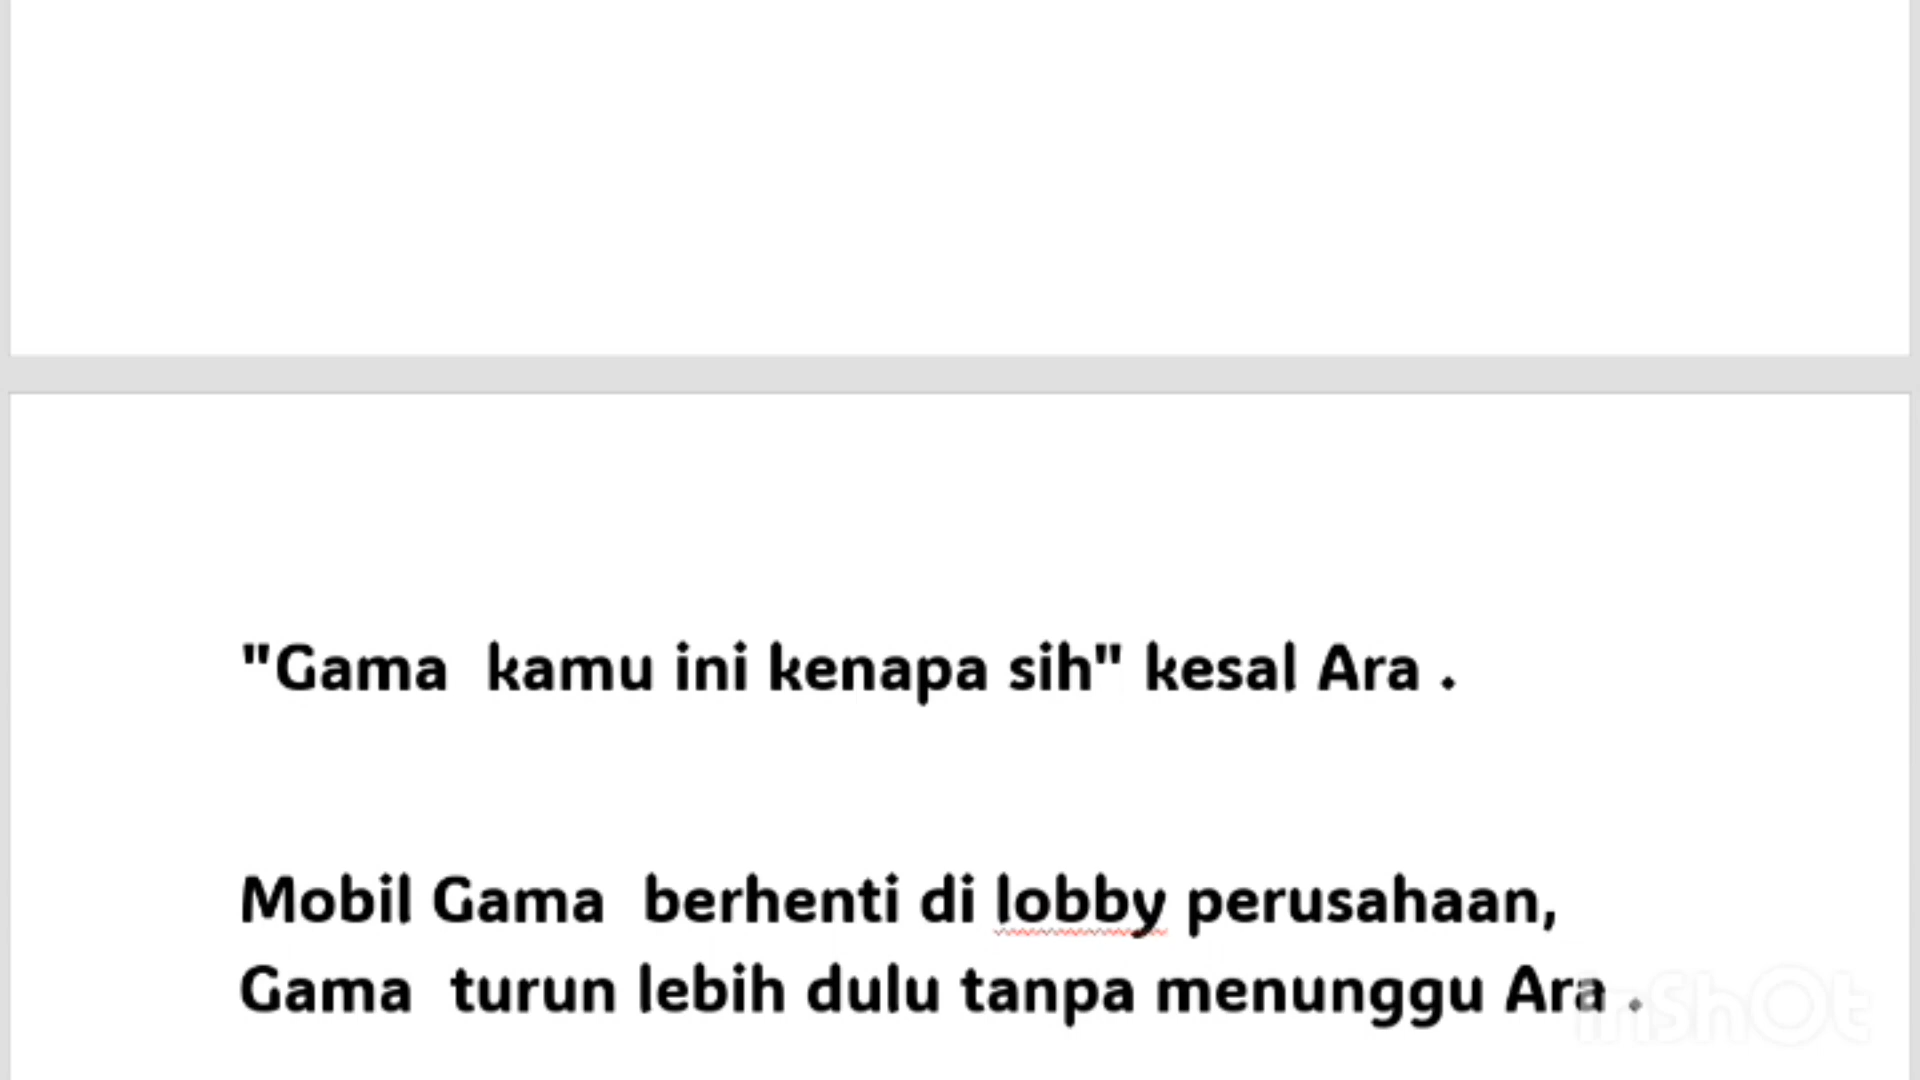 "Gama  kamu ini kenapa sih" kesal Ara .
Mobil Gama  berhenti di lobby perusahaan,
Gama  turun lebih dulu tanpa menunggu Ara .
InShOt